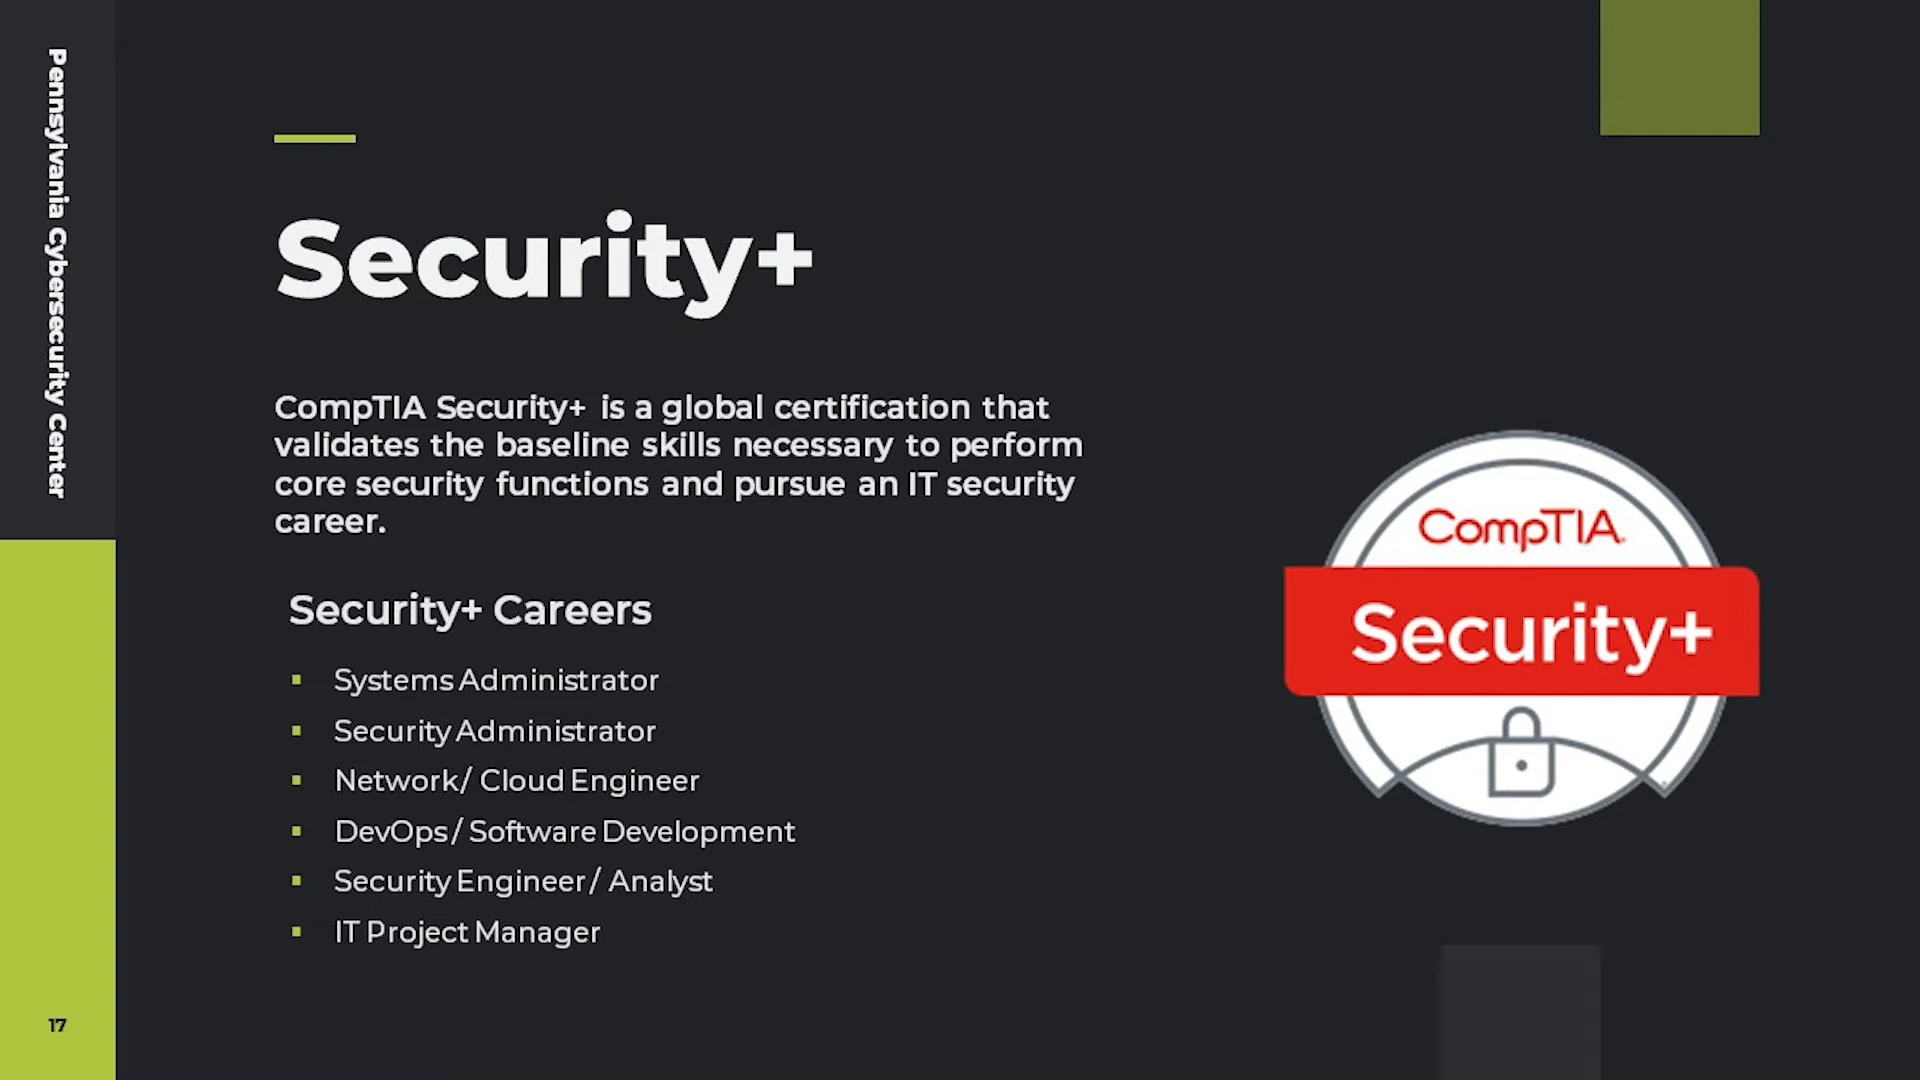 Pennsylvania Cybersecurity Center
Security+
CompTIA Security+ is a global certification that
validates the baseline skills necessary to perform
core security functions and pursue an IT security
career.
Security+ Careers
▪ Systems Administrator
▪ Security Administrator
▪ Network/ Cloud Engineer
▪ DevOps/ Software Development
▪ Security Engineer/ Analyst
▪ IT Project Manager
CompTIA.
Security+
17